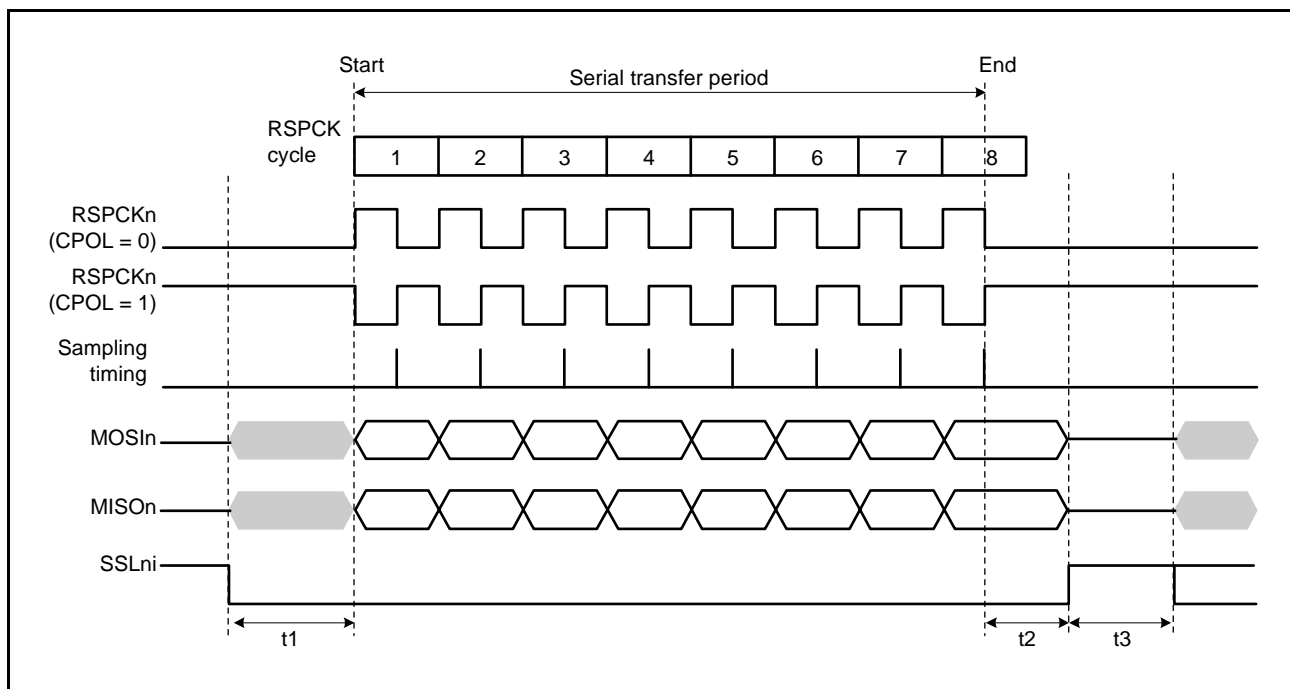 Start
End
Serial transfer period
RSPCK
cycle
1 2 3 4 5 6 7 8
RSPCKn
(CPOL = 0)
RSPCKn
(CPOL = 1)
Sampling
timing
MOSIn
MISOn
SSLni
t1
t2
t3